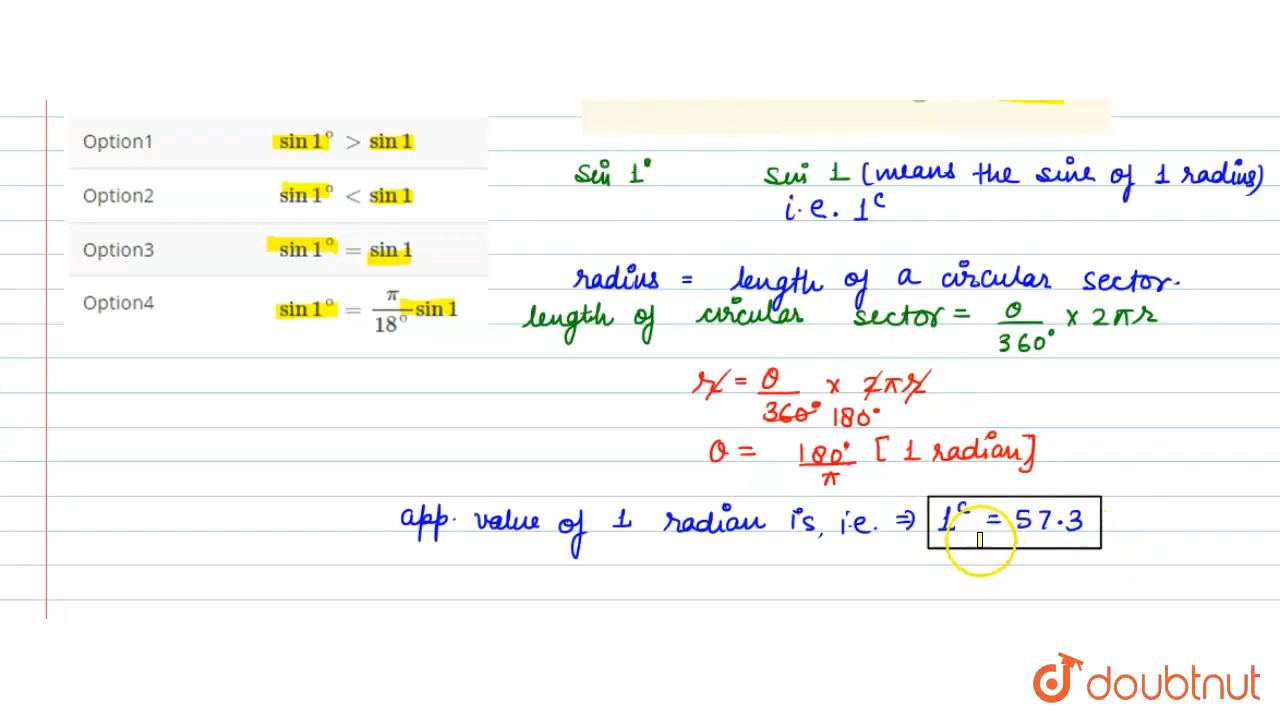 Option1 sin 1° > sin 1
Option2 sin 1° < sin 1
Option3 sin 1° = sin 1
Option4 sin 1° = π/18° sin 1
sin 1° sin 1 (means the sine of 1 radius)
i.e. 1ᶜ
radius = length of a circular sector.
length of circular sector = θ/360° × 2πr
r = θ/360° × 2πr
180°
θ = 180°/π [1 radian]
app. value of 1 radian is, i.e. ⇒ 1ᶜ = 57.3
doubtnut